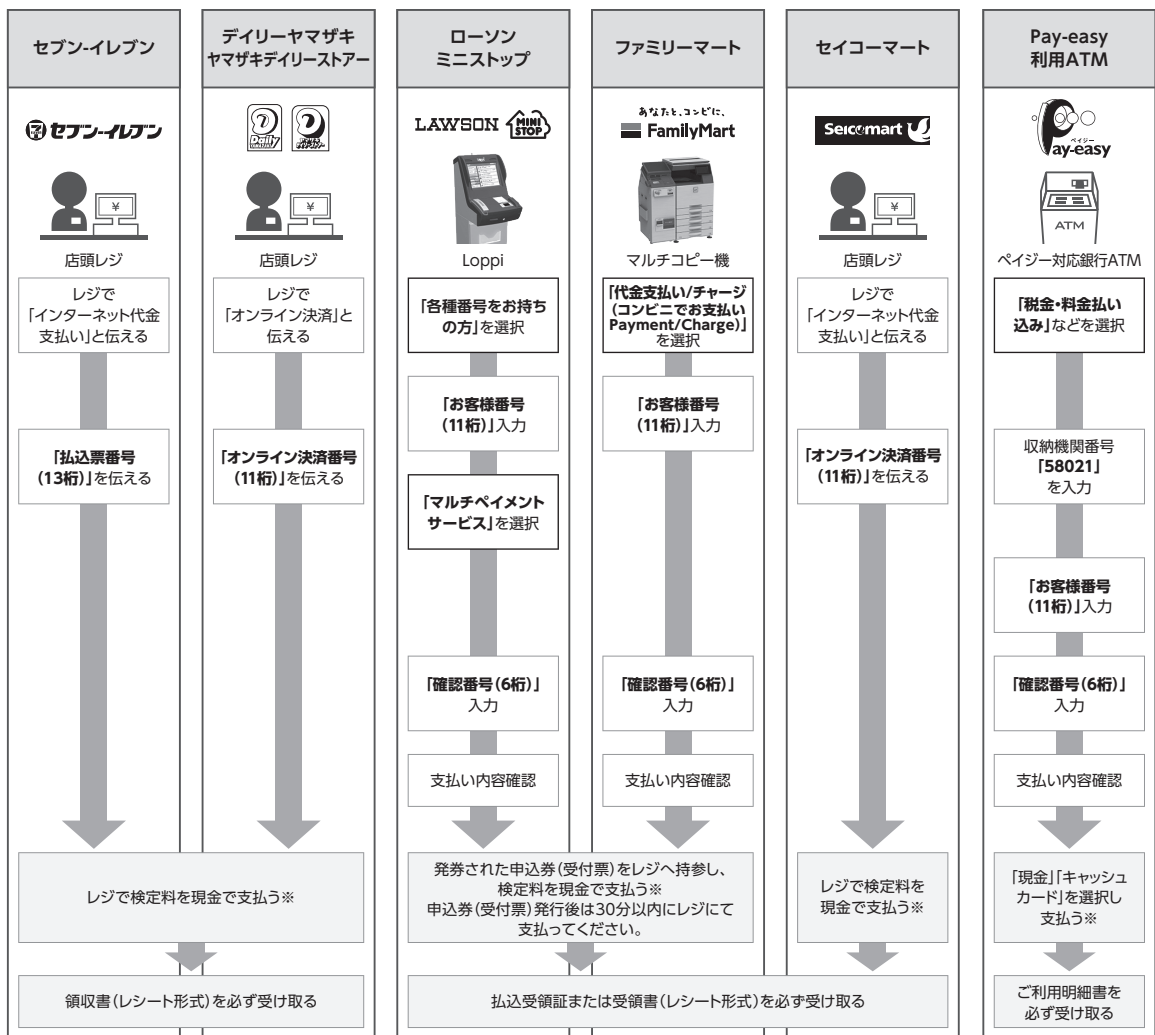 セブン-イレブン
デイリーヤマザキ
ヤマザキデイリーストアー
ローソン
ミニストップ
ファミリーマート
セイコーマート
Pay-easy
利用ATM
セブン-イレブン
Daily
LAWSON
MINI
STOP
あなたと、コンビに、
FamilyMart
Seicomart
ペイジー
Pay-easy
¥
¥
¥
ATM
店頭レジ
店頭レジ
Loppi
マルチコピー機
店頭レジ
ペイジー対応銀行ATM
レジで
「インターネット代金
支払い」と伝える
レジで
「オンライン決済」と
伝える
「各種番号をお持ち
の方」を選択
「代金支払い/チャージ
(コンビニでお支払い
Payment/Charge)」
を選択
レジで
「インターネット代金
支払い」と伝える
「税金・料金払い
込み」などを選択
「お客様番号
(11桁)」入力
「お客様番号
(11桁)」入力
「払込票番号
(13桁)」を伝える
「オンライン決済番号
(11桁)」を伝える
「オンライン決済番号
(11桁)」を伝える
収納機関番号
「58021」
を入力
「マルチペイメント
サービス」を選択
「お客様番号
(11桁)」入力
「確認番号(6桁)」
入力
「確認番号(6桁)」
入力
「確認番号(6桁)」
入力
支払い内容確認
支払い内容確認
支払い内容確認
レジで検定料を現金で支払う※
発券された申込券(受付票)をレジへ持参し、
検定料を現金で支払う※
申込券(受付票)発行後は30分以内にレジにて
支払ってください。
レジで検定料を
現金で支払う※
「現金」「キャッシュ
カード」を選択し
支払う※
領収書(レシート形式)を必ず受け取る
払込受領証または受領書(レシート形式)を必ず受け取る
ご利用明細書を
必ず受け取る